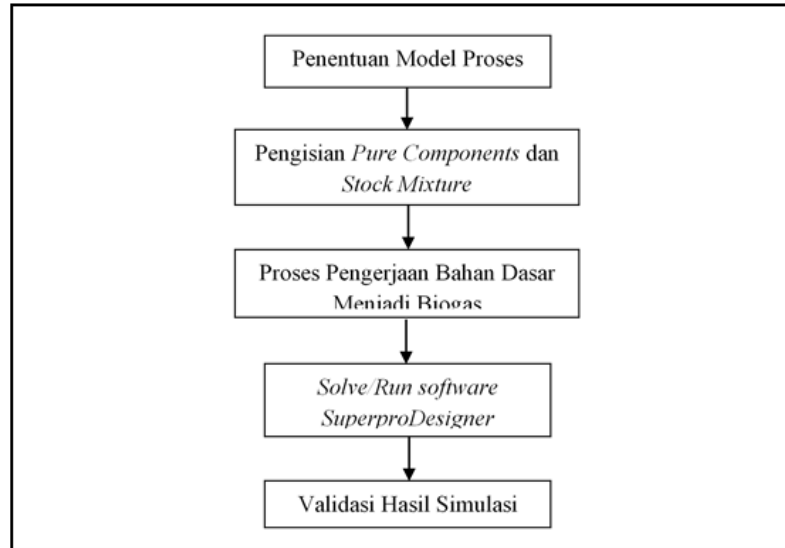 Penentuan Model Proses
Pengisian Pure Components dan
Stock Mixture
Proses Pengerjaan Bahan Dasar
Menjadi Biogas
Solve/Run software
SuperproDesigner
Validasi Hasil Simulasi